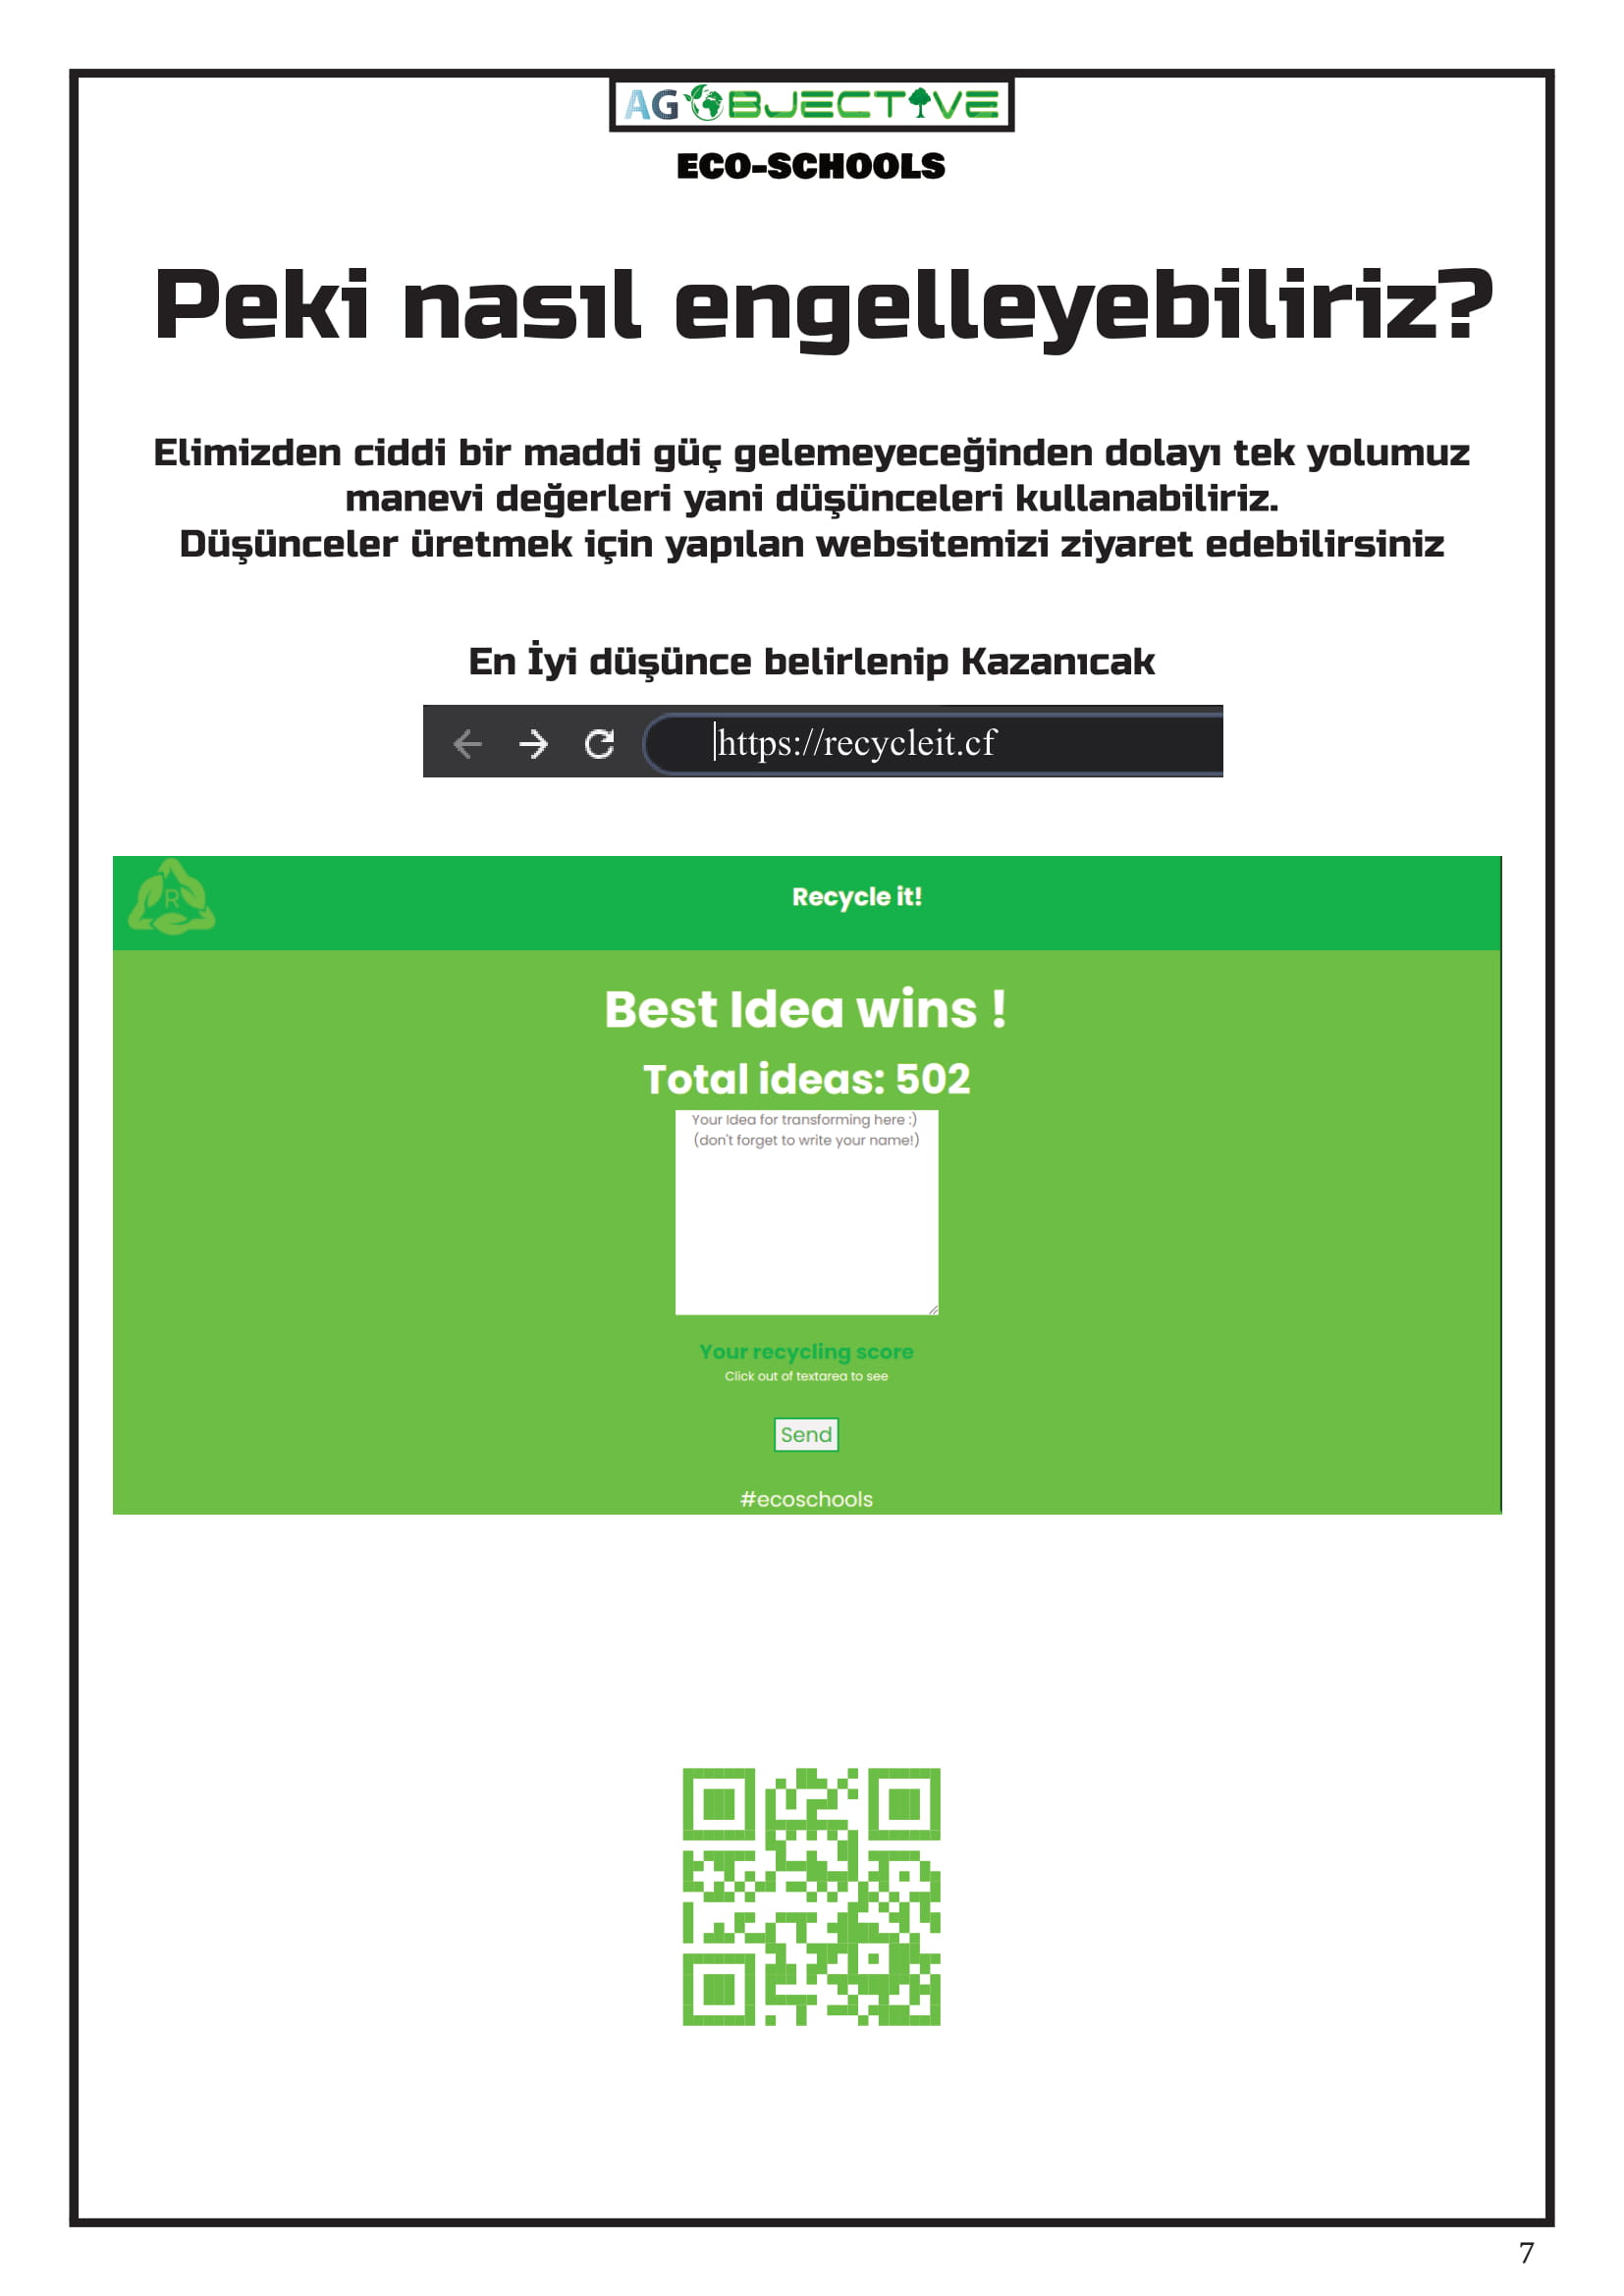 AG OBJECTIVE
ECO-SCHOOLS
Peki nasıl engelleyebiliriz?
Elimizden ciddi bir maddi güç gelemeyeceğinden dolayı tek yolumuz
manevi değerleri yani düşünceleri kullanabiliriz.
Düşünceler üretmek için yapılan websitemizi ziyaret edebilirsiniz
En İyi düşünce belirlenip Kazanıcak
https://recycleit.cf
R
Recycle it!
Best Idea wins !
Total ideas: 502
Your Idea for transforming here :)
(don't forget to write your name!)
Your recycling score
Click out of textarea to see
Send
#ecoschools
7